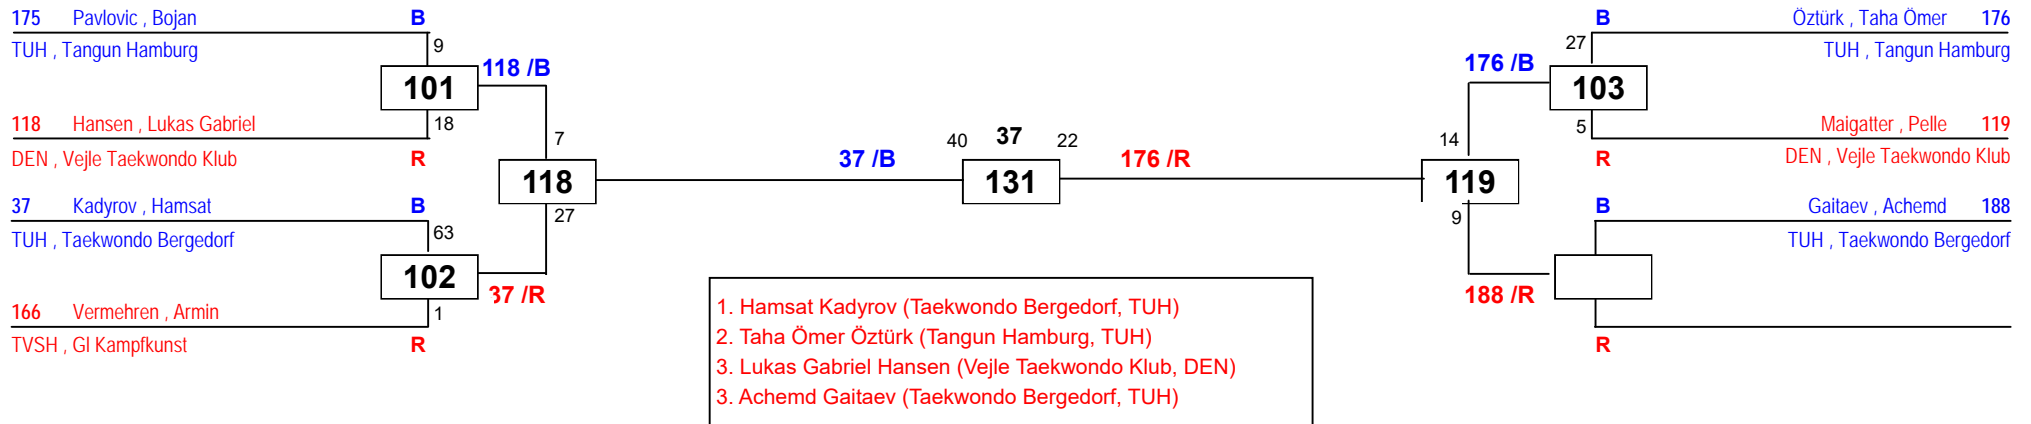 175 Pavlovic , Bojan B
TUH , Tangun Hamburg
9
101
118 /B
18
118 Hansen , Lukas Gabriel
DEN , Vejle Taekwondo Klub R
37 Kadyrov , Hamsat B
TUH , Taekwondo Bergedorf
63
102
37 /R
1
166 Vermehren , Armin
TVSH , GI Kampfkunst R
7
118
27
37 /B
40 37 22
131
176 /R
14
119
9
B Öztürk , Taha Ömer 176
27
TUH , Tangun Hamburg
176 /B
103
5
Maigatter , Pelle 119
R DEN , Vejle Taekwondo Klub
B Gaitaev , Achemd 188
TUH , Taekwondo Bergedorf
188 /R
R
1. Hamsat Kadyrov (Taekwondo Bergedorf, TUH)
2. Taha Ömer Öztürk (Tangun Hamburg, TUH)
3. Lukas Gabriel Hansen (Vejle Taekwondo Klub, DEN)
3. Achemd Gaitaev (Taekwondo Bergedorf, TUH)